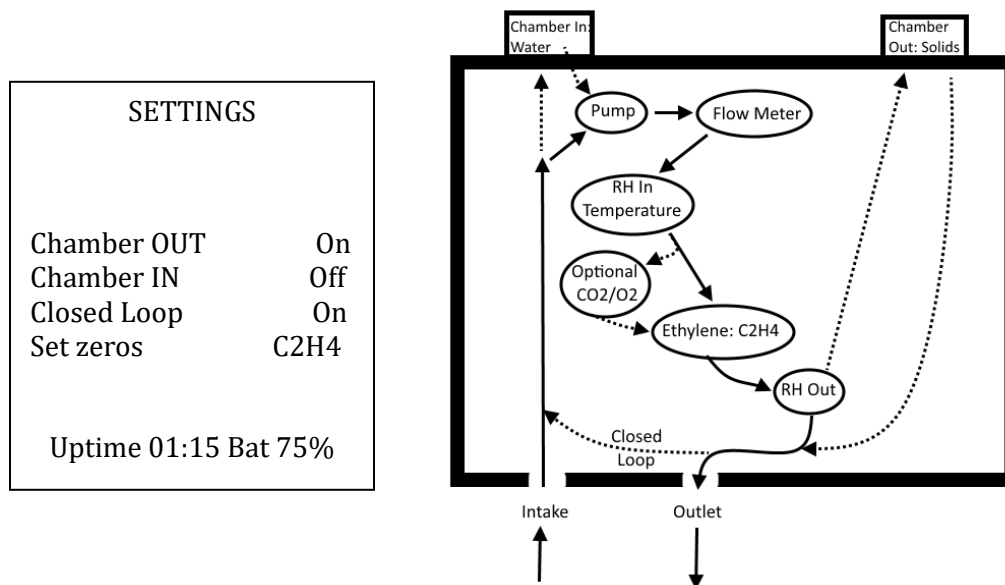 SETTINGS
Chamber OUT On
Chamber IN Off
Closed Loop On
Set zeros C2H4
Uptime 01:15 Bat 75%
Chamber In:
Water
Chamber
Out: Solids
Pump
Flow Meter
RH In
Temperature
Optional
CO2/O2
Ethylene: C2H4
RH Out
Closed
Loop
Intake
Outlet